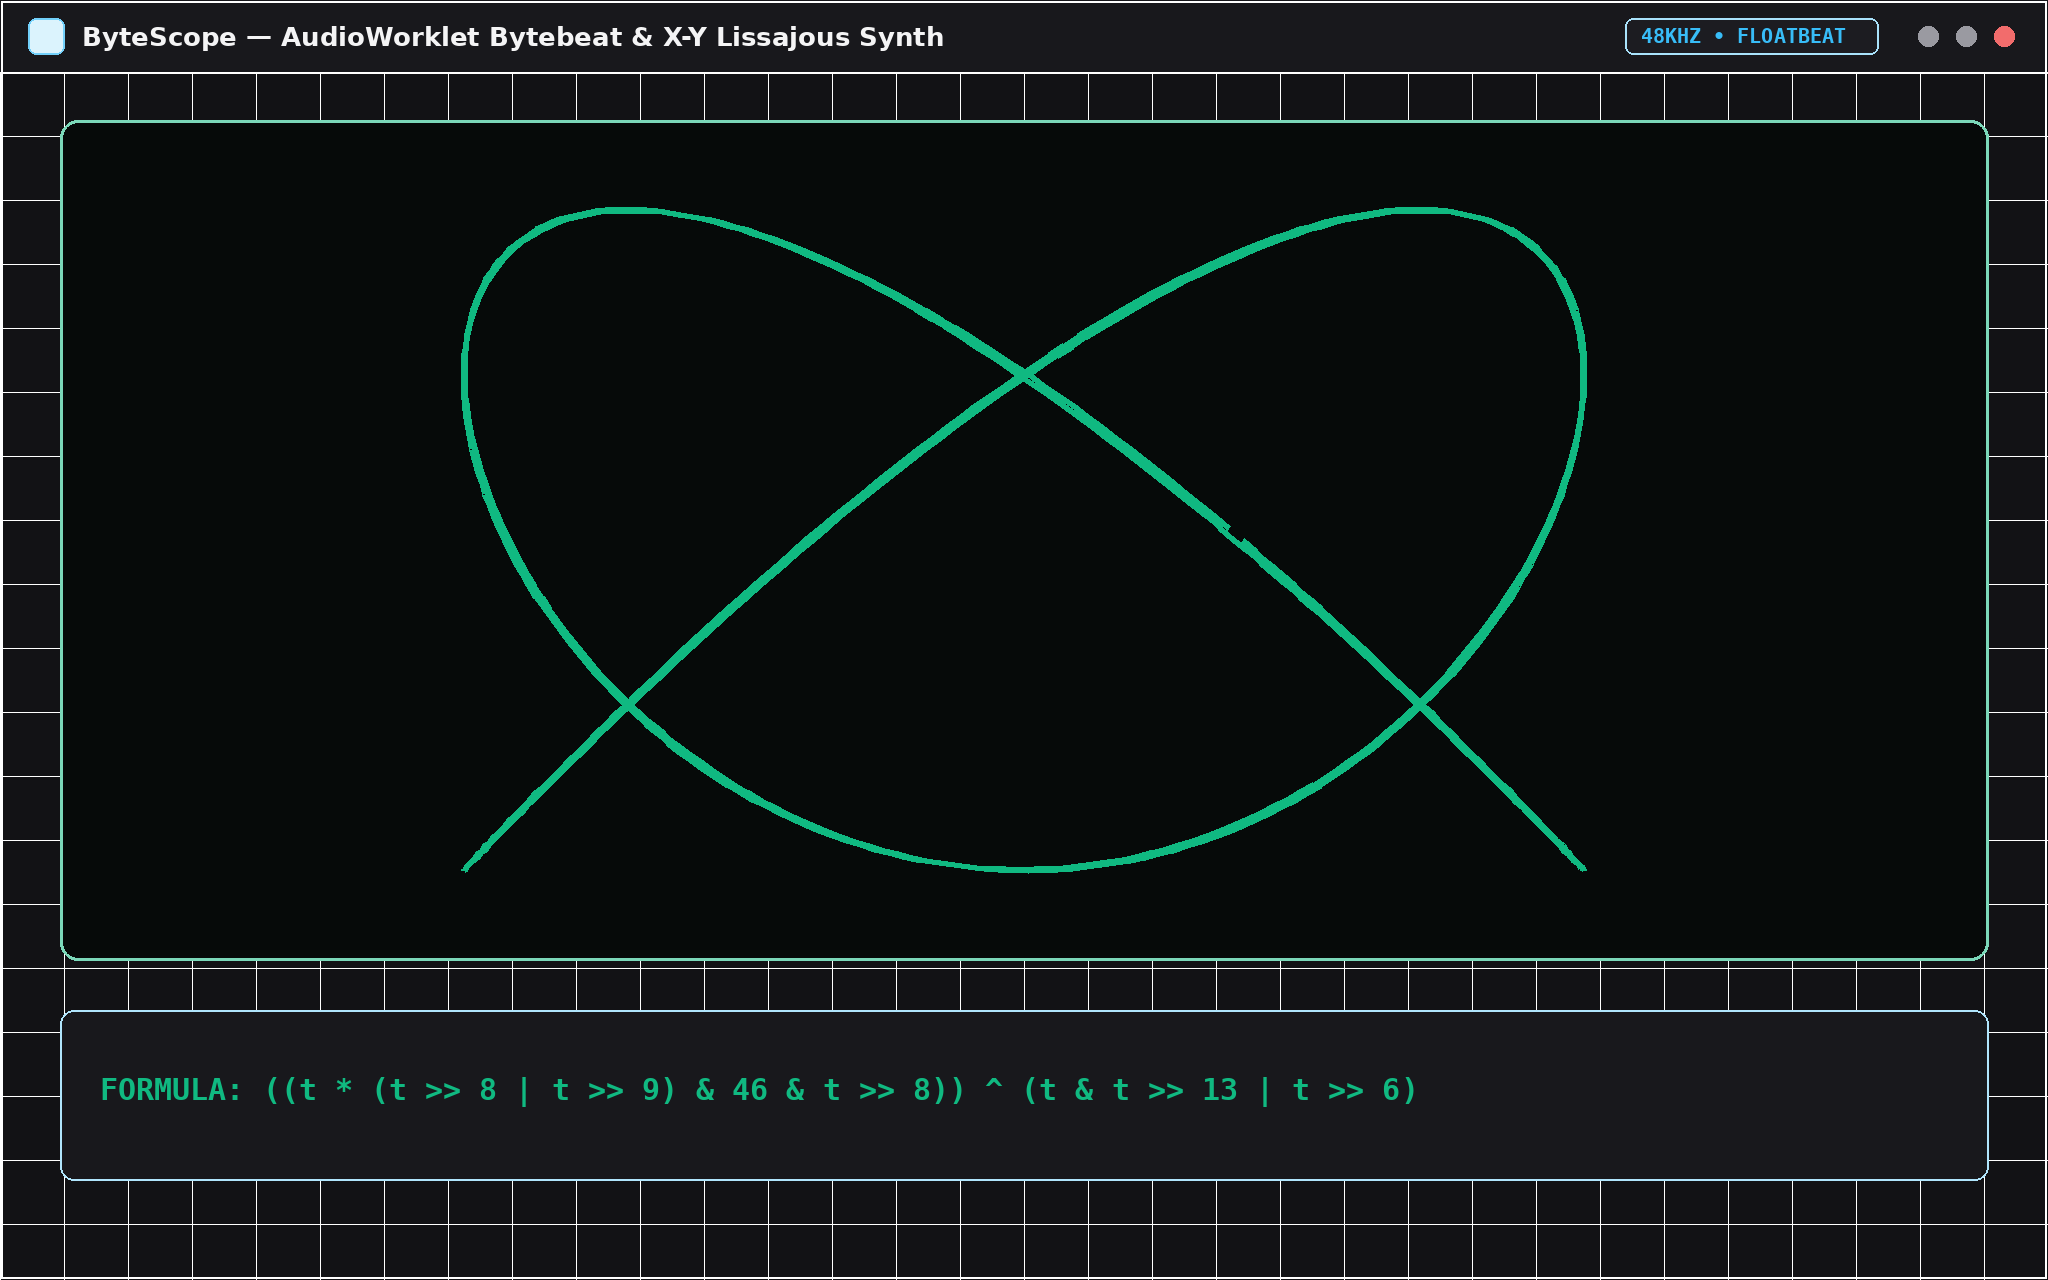 ByteScope — AudioWorklet Bytebeat & X-Y Lissajous Synth
48KHZ • FLOATBEAT
FORMULA: ((t * (t >> 8 | t >> 9) & 46 & t >> 8)) ^ (t & t >> 13 | t >> 6)